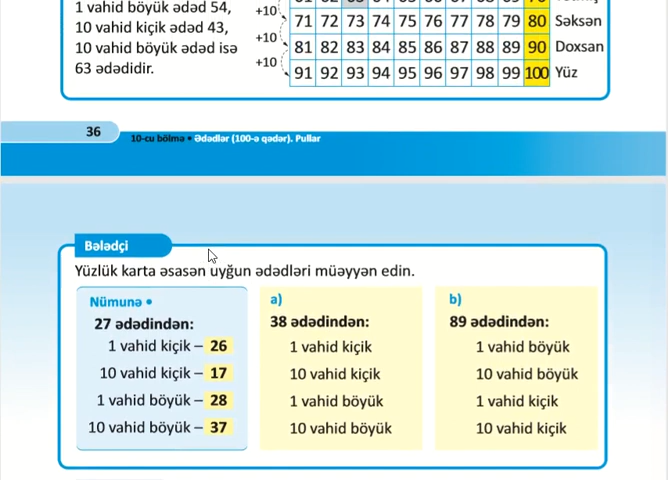 1 vahid böyük ədəd 54,
10 vahid kiçik ədəd 43,
10 vahid böyük ədəd isə
63 ədədidir.
+10
+10
+10
71 72 73 74 75 76 77 78 79 80 Səksən
81 82 83 84 85 86 87 88 89 90 Doxsan
91 92 93 94 95 96 97 98 99 100 Yüz
36
10-cu bölmə • Ədədlər (100-ə qədər). Pullar
Bələdçi
Yüzlük karta əsasən uyğun ədədləri müəyyən edin.
Nümunə •
27 ədədindən:
1 vahid kiçik – 26
10 vahid kiçik – 17
1 vahid böyük – 28
10 vahid böyük – 37
a)
38 ədədindən:
1 vahid kiçik
10 vahid kiçik
1 vahid böyük
10 vahid böyük
b)
89 ədədindən:
1 vahid böyük
10 vahid böyük
1 vahid kiçik
10 vahid kiçik